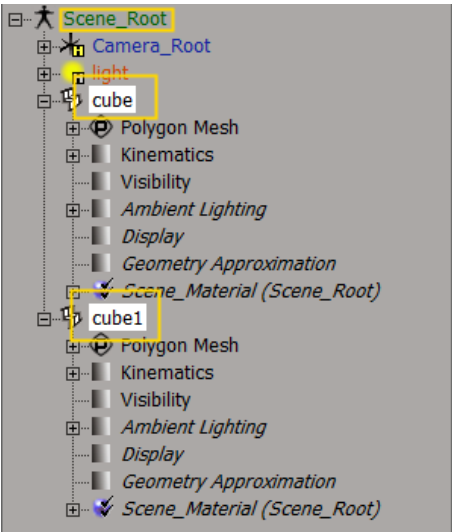 Scene_Root
Camera_Root
light
cube
Polygon Mesh
Kinematics
Visibility
Ambient Lighting
Display
Geometry Approximation
Scene_Material (Scene_Root)
cube1
Polygon Mesh
Kinematics
Visibility
Ambient Lighting
Display
Geometry Approximation
Scene_Material (Scene_Root)